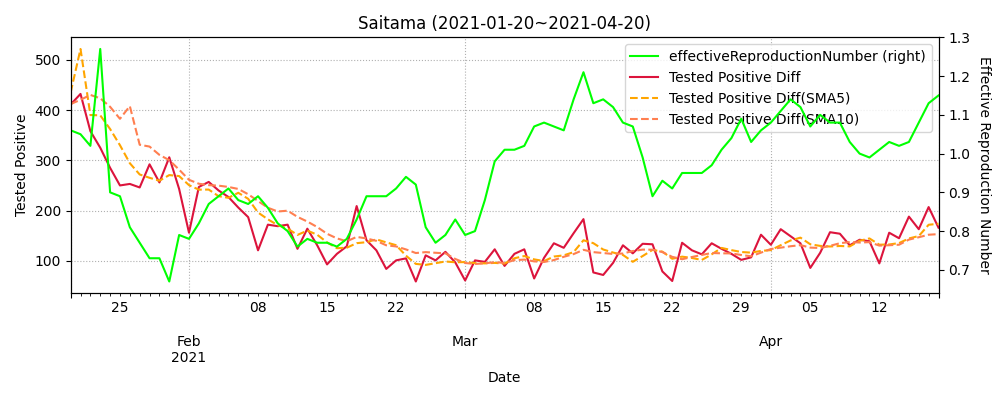 Saitama (2021-01-20~2021-04-20)
effectiveReproductionNumber (right)
Tested Positive Diff
Tested Positive Diff(SMA5)
Tested Positive Diff(SMA10)
Tested Positive
500
400
300
200
100
1.3
1.2
1.1
1.0
0.9
0.8
0.7
Effective Reproduction Number
25 08 15 22 08 15 22 29 05 12
Feb Mar Apr
2021
Date